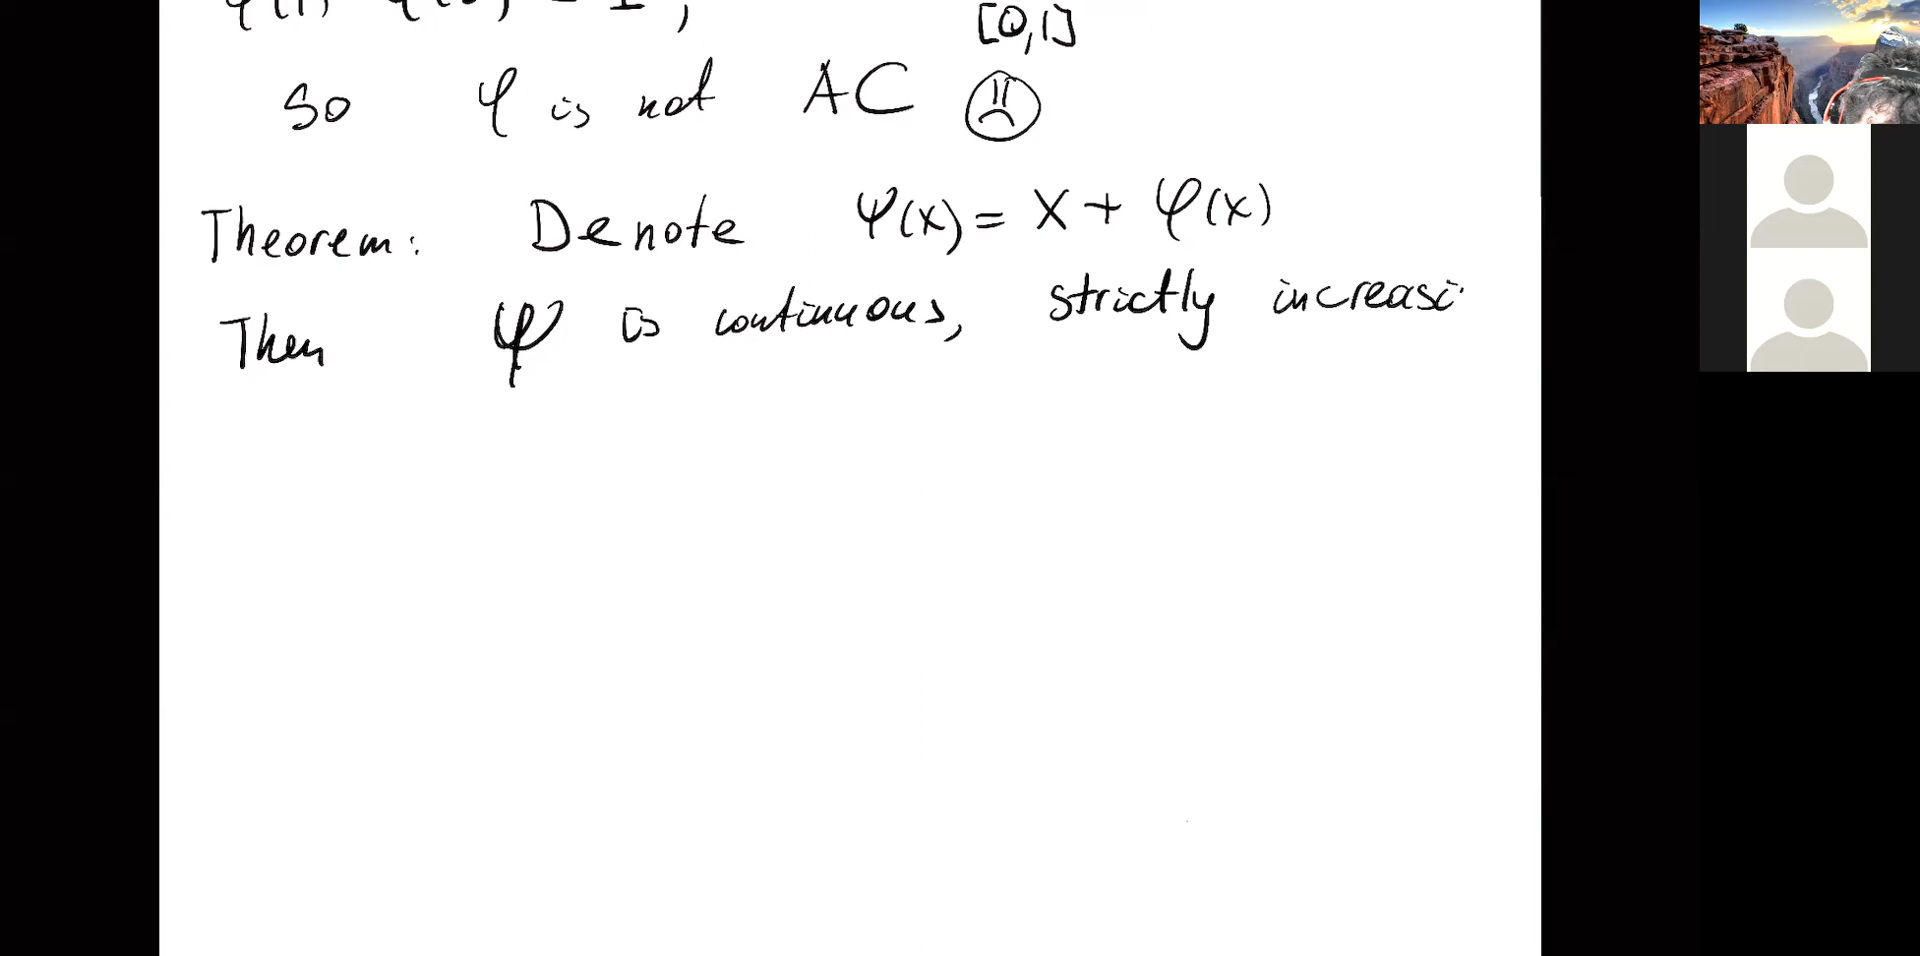 [0,1]
so φ is not AC
Theorem: Denote ψ(x) = x + φ(x)
Then ψ is continuous, strictly increasi